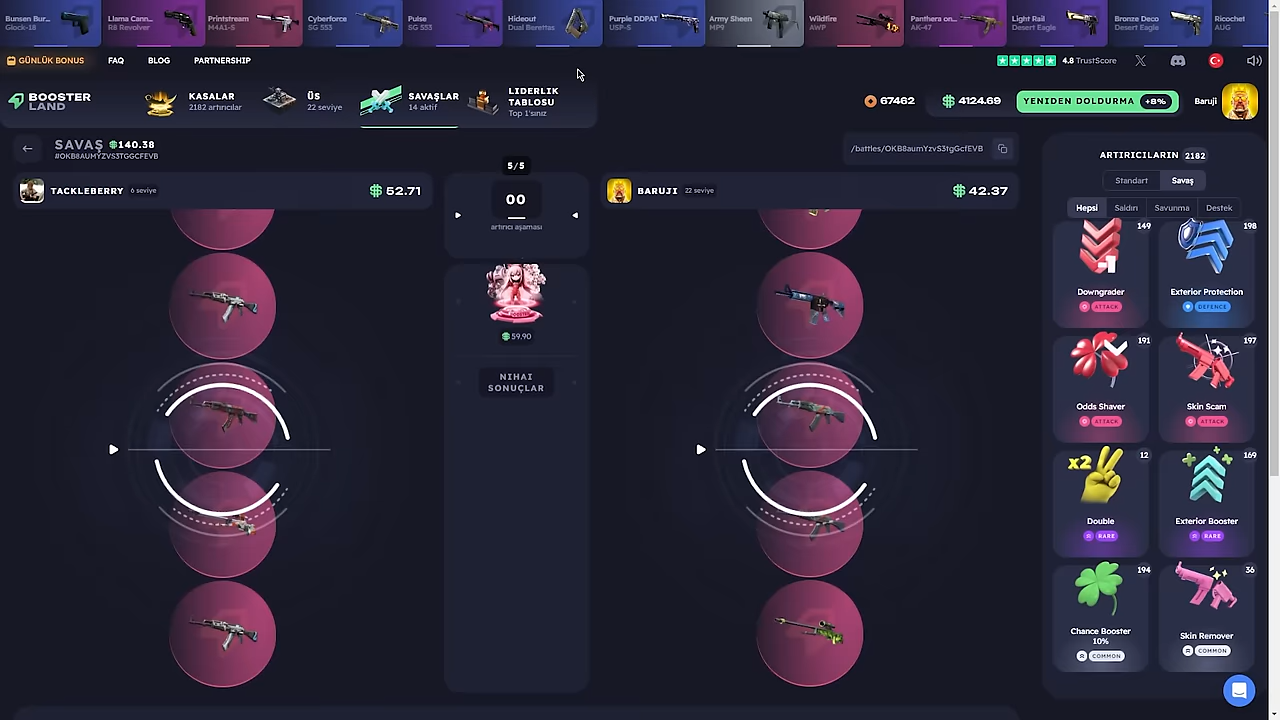 Bunsen Bur...
Glock-18
Llama Cann...
R8 Revolver
Printstream
M4A1-S
Cyberforce
SG 553
Pulse
SG 553
Hideout
Dual Berettas
Purple DDPAT
USP-S
Army Sheen
MP9
Wildfire
AWP
Panthera on...
AK-47
Light Rail
Desert Eagle
Bronze Deco
Desert Eagle
Ricochet
AUG
GÜNLÜK BONUS
FAQ
BLOG
PARTNERSHIP
4.8 TrustScore
BOOSTER
LAND
KASALAR
2182 artırıcılar
ÜS
22 seviye
SAVAŞLAR
14 aktif
LIDERLIK
TABLOSU
Top 1'sınız
67462
4124.69
YENIDEN DOLDURMA +8%
Baruji
SAVAŞ 140.38
#OKB8AUMYZVS3TGGCFEVB
/battles/OKB8aumYzvS3tgGcfEVB
TACKLEBERRY 6 seviye
52.71
5/5
00
artırıcı aşaması
BARUJI 22 seviye
42.37
59.90
NIHAI
SONUÇLAR
ARTIRICILARIN 2182
Standart
Savaş
Hepsi
Saldırı
Savunma
Destek
149
Downgrader
ATTACK
198
Exterior Protection
DEFENCE
191
Odds Shaver
ATTACK
197
Skin Scam
ATTACK
x2
12
Double
RARE
169
Exterior Booster
RARE
194
Chance Booster
10%
COMMON
36
Skin Remover
COMMON